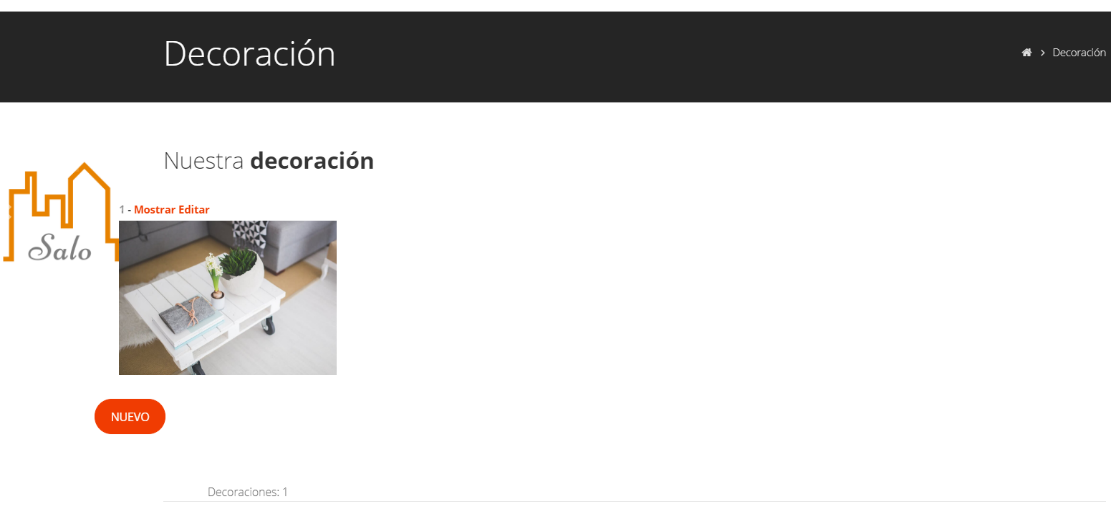 Decoración
> Decoración
Nuestra decoración
1 - Mostrar Editar
Salo
NUEVO
Decoraciones: 1